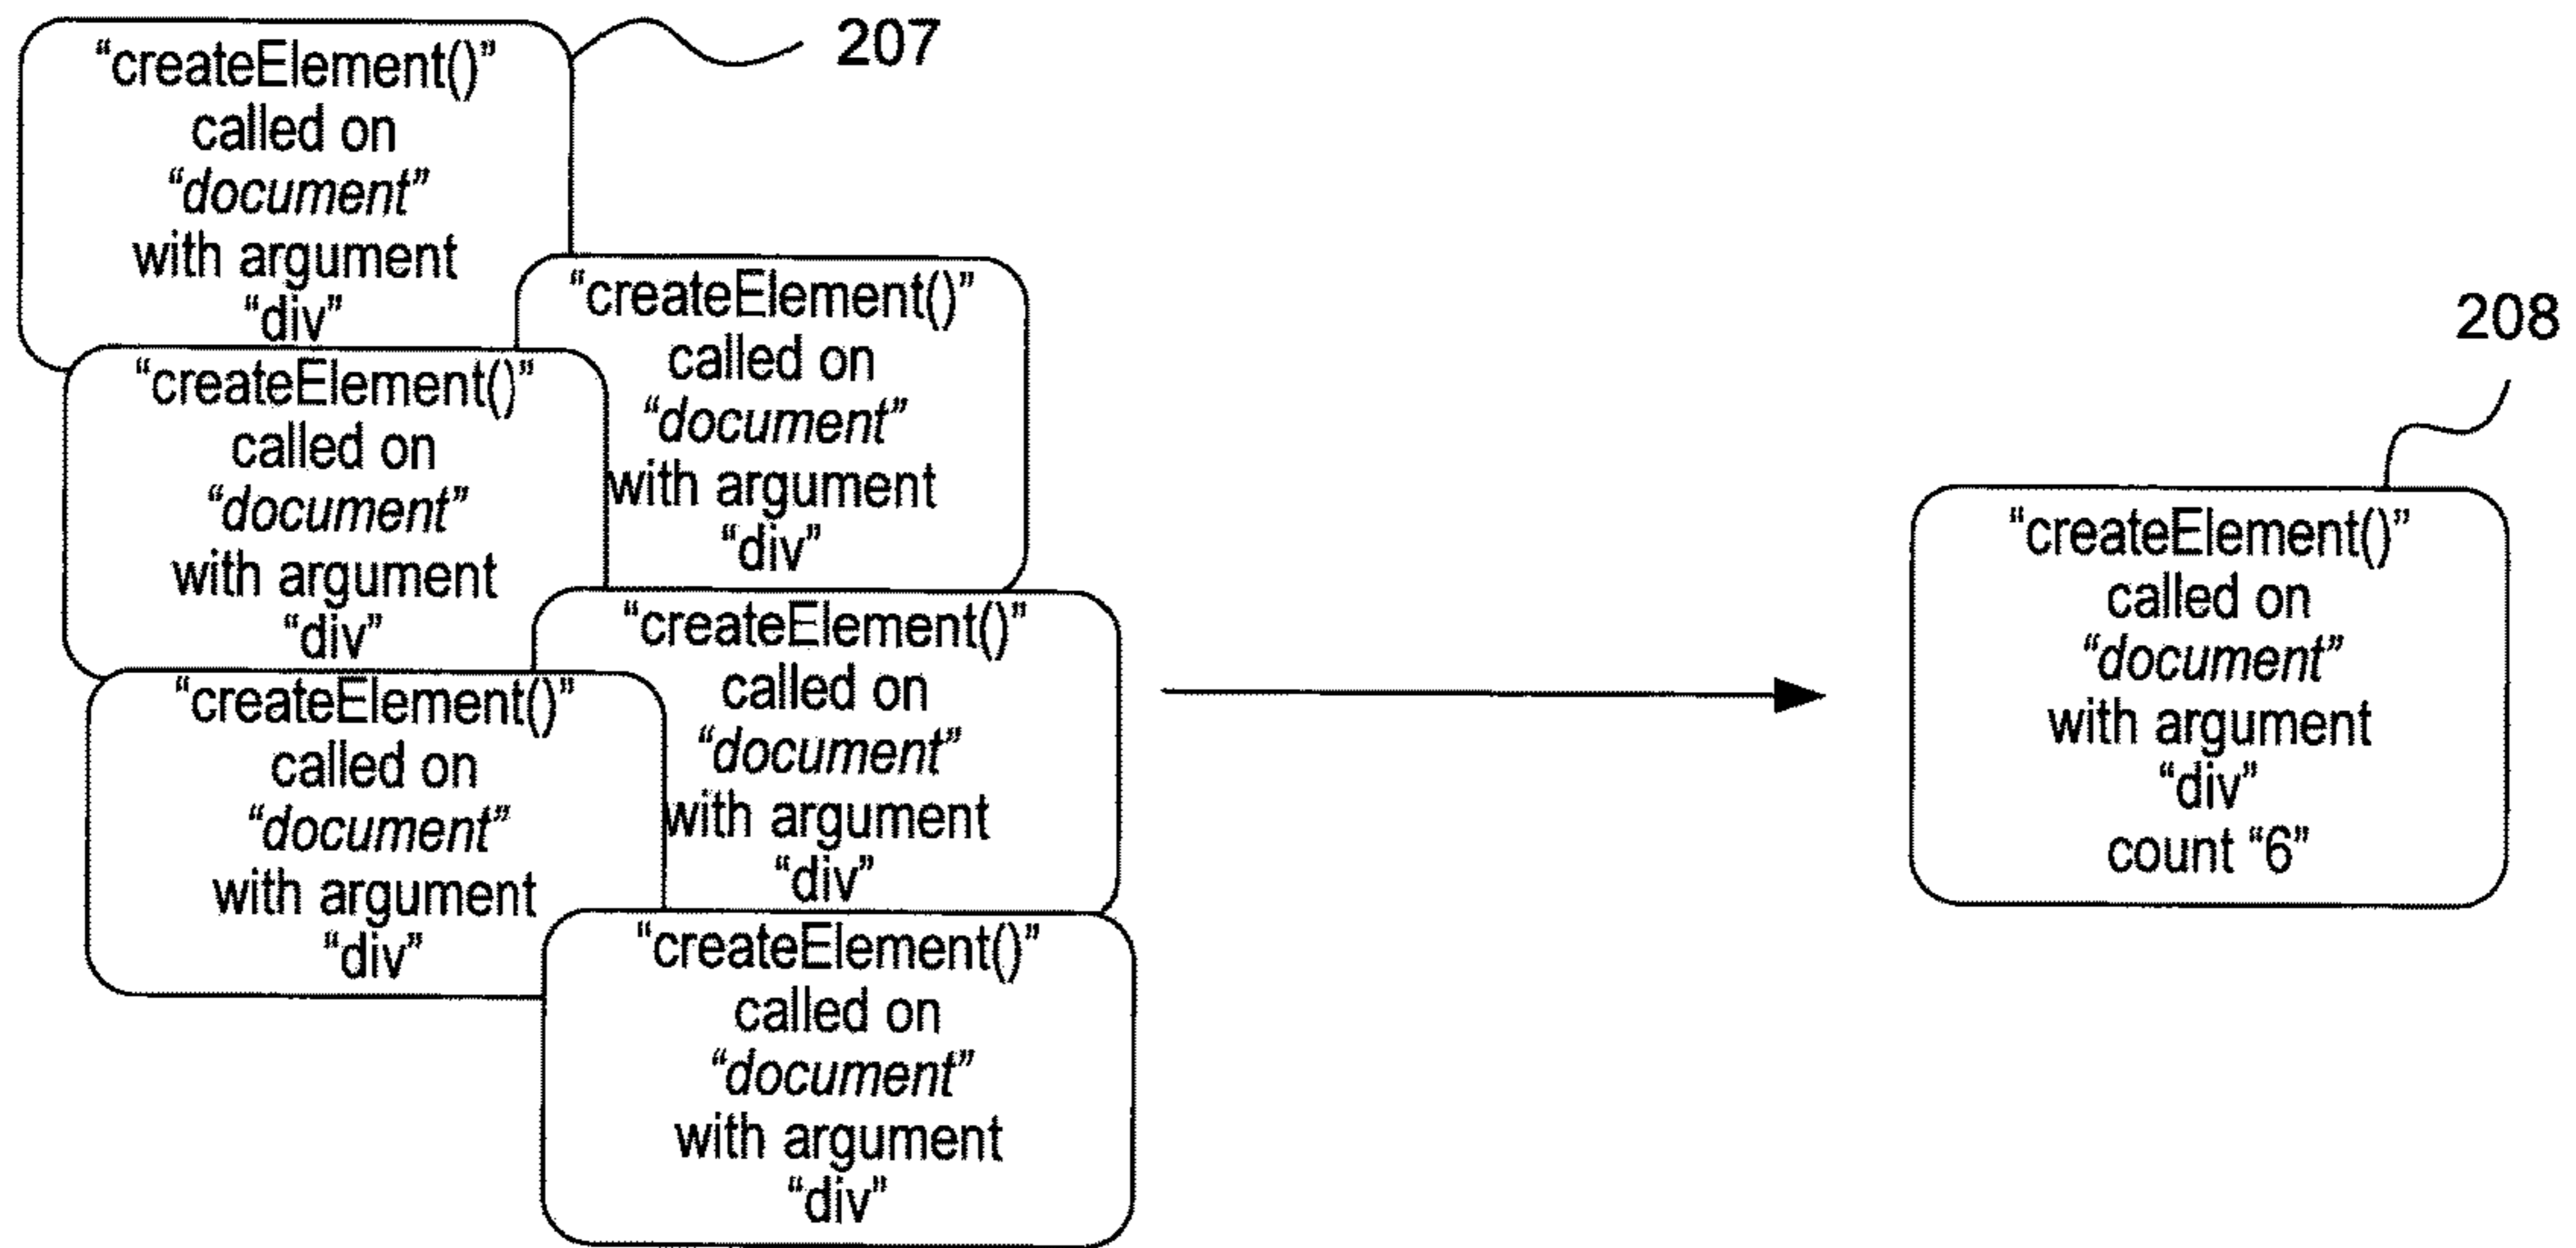 “createElement()”
called on
“document”
with argument
“div”
207
“createElement()”
called on
“document”
with argument
“div”
“createElement()”
called on
“document”
with argument
“div”
“createElement()”
called on
“document”
with argument
“div”
“createElement()”
called on
“document”
with argument
“div”
“createElement()”
called on
“document”
with argument
“div”
208
“createElement()”
called on
“document”
with argument
“div”
count “6”